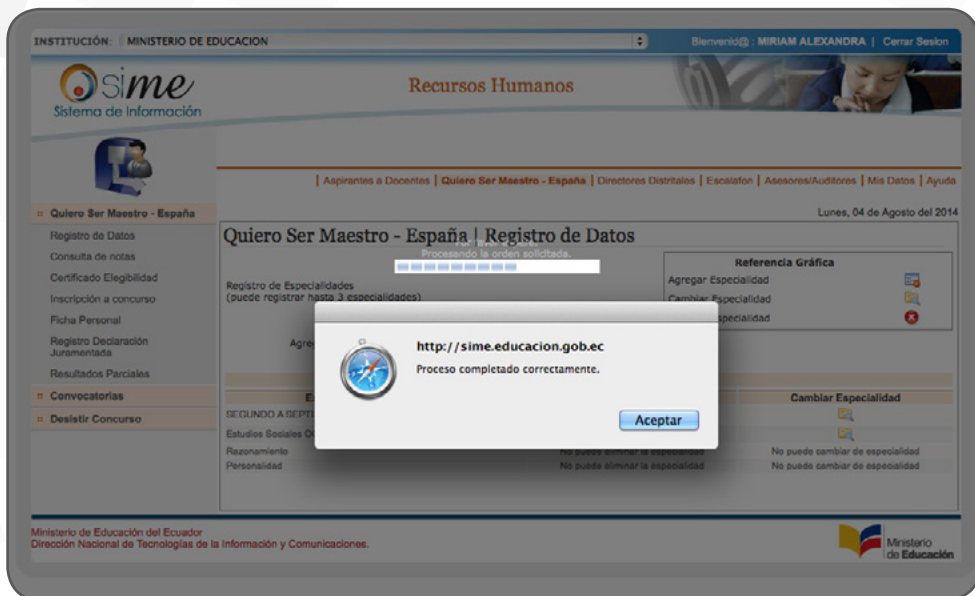 INSTITUCIÓN: MINISTERIO DE EDUCACION
Bienvenid@ : MIRIAM ALEXANDRA | Cerrar Sesion
sime
Sistema de Información
Recursos Humanos
| Aspirantes a Docentes | Quiero Ser Maestro - España | Directores Distritales | Escalafon | Asesores/Auditores | Mis Datos | Ayuda
Lunes, 04 de Agosto del 2014
Quiero Ser Maestro - España
Registro de Datos
Consulta de notas
Certificado Elegibilidad
Inscripción a concurso
Ficha Personal
Registro Declaración
Juramentada
Resultados Parciales
Convocatorias
Desistir Concurso
Quiero Ser Maestro - España | Registro de Datos
Por favor espere.
Procesando la orden solicitada.
Registro de Especialidades
(puede registrar hasta 3 especialidades)
Referencia Gráfica
Agregar Especialidad
Cambiar Especialidad
Especialidad
http://sime.educacion.gob.ec
Proceso completado correctamente.
Aceptar
Cambiar Especialidad
SEGUNDO A SEPTI
Estudios Sociales
Razonamiento No puede eliminar la especialidad No puede cambiar de especialidad
Personalidad No puede eliminar la especialidad No puede cambiar de especialidad
Ministerio de Educación del Ecuador
Dirección Nacional de Tecnologías de la Información y Comunicaciones.
Ministerio
de Educación